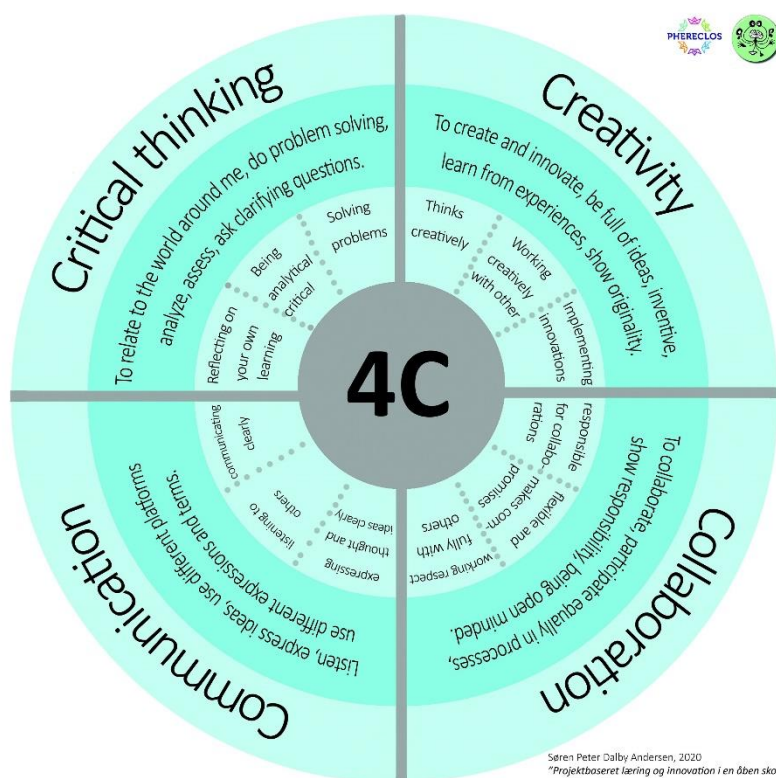 PHERECLOS
Critical thinking
To relate to the world around me, do problem solving,
analyze, assess, ask clarifying questions.
Reflecting on
your own
learning
Being
analytical
critical
Solving
problems
Creativity
To create and innovate, be full of ideas, inventive,
learn from experiences, show originality.
Thinks
creatively
Working
creatively
with other
Implementing
Innovations
4C
Collaboration
To collaborate, participate equally in processes,
show responsibility, being open minded.
responsible
for collabo-
rations
flexible and
makes com-
promises
working respect
fully with
others
Communication
Listen, express ideas, use different platforms
use different expressions and terms.
communicating
clearly
listening to
others
expressing
thought and
ideas clearly
Søren Peter Dalby Andersen, 2020
"Projektbaseret læring og innovation i en åben sko